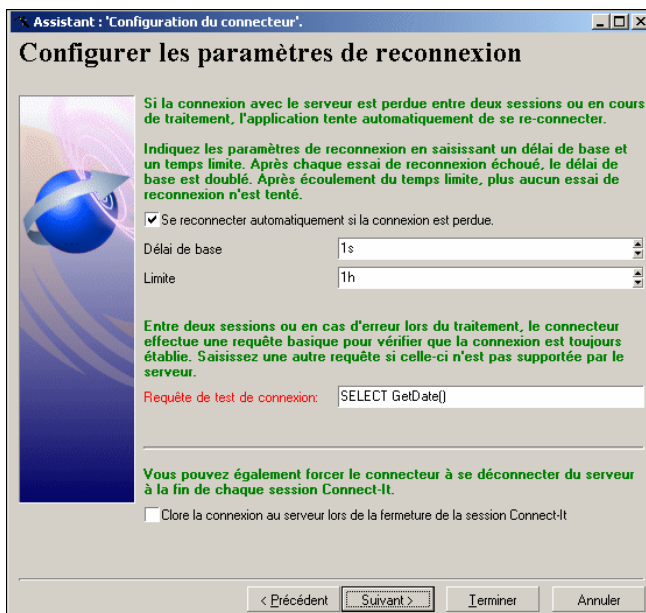 Assistant : 'Configuration du connecteur'.
Configurer les paramètres de reconnexion
Si la connexion avec le serveur est perdue entre deux sessions ou en cours
de traitement, l'application tente automatiquement de se re-connecter.
Indiquez les paramètres de reconnexion en saisissant un délai de base et
un temps limite. Après chaque essai de reconnexion échoué, le délai de
base est doublé. Après écoulement du temps limite, plus aucun essai de
reconnexion n'est tenté.
Se reconnecter automatiquement si la connexion est perdue.
Délai de base 1s
Limite 1h
Entre deux sessions ou en cas d'erreur lors du traitement, le connecteur
effectue une requête basique pour vérifier que la connexion est toujours
établie. Saisissez une autre requête si celle-ci n'est pas supportée par le
serveur.
Requête de test de connexion: SELECT GetDate()
Vous pouvez également forcer le connecteur à se déconnecter du serveur
à la fin de chaque session Connect-It.
Clore la connexion au serveur lors de la fermeture de la session Connect-It
< Précédent Suivant > Terminer Annuler